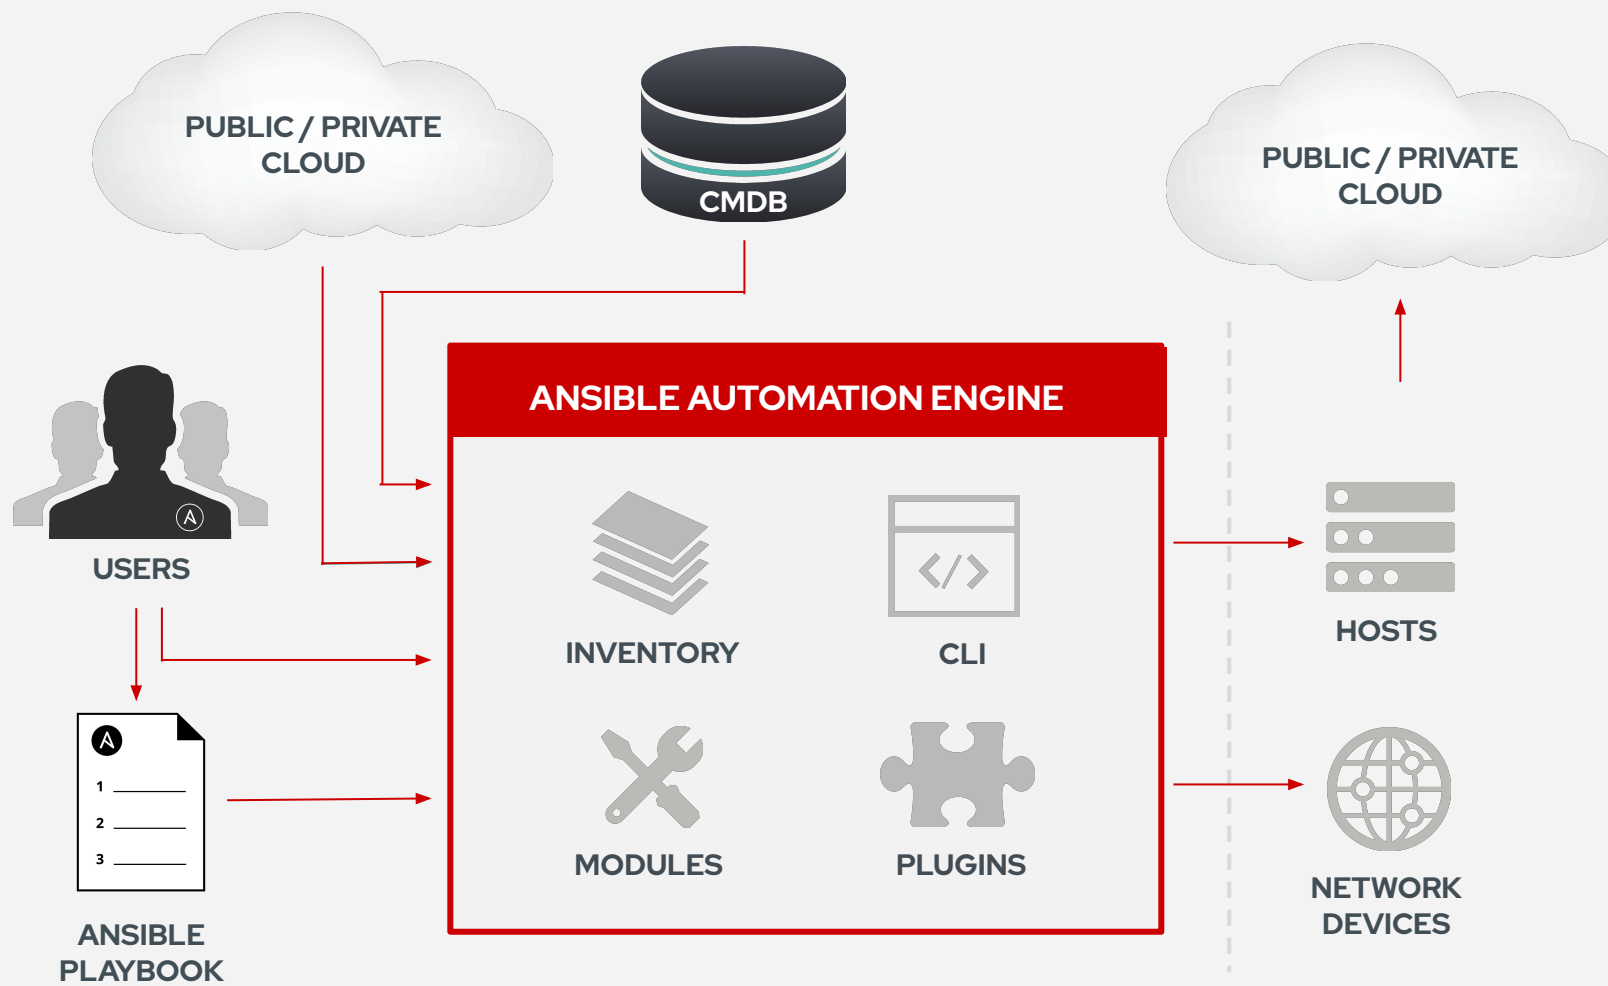 PUBLIC / PRIVATE
CLOUD
CMDB
PUBLIC / PRIVATE
CLOUD
ANSIBLE AUTOMATION ENGINE
USERS
INVENTORY
CLI
HOSTS
1
2
3
MODULES
PLUGINS
NETWORK
DEVICES
ANSIBLE
PLAYBOOK